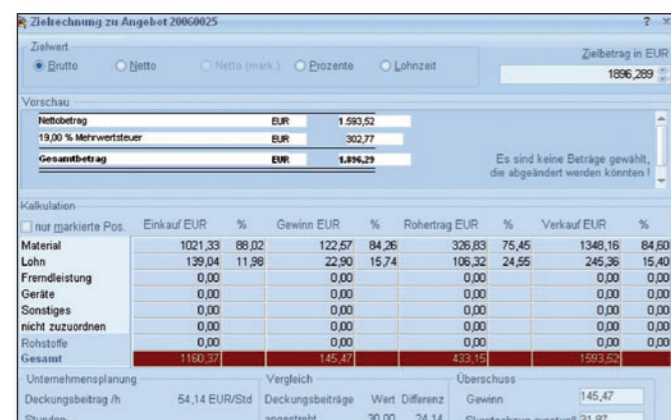 Zielrechnung zu Angebot 20060025 ? ×
Zielwert
Brutto Netto Netto (mark.) Prozente Lohnzeit
Zielbetrag in EUR
1896,289
Vorschau
Nettobetrag EUR 1.593,52
19,00 % Mehrwertsteuer EUR 302,77
Gesamtbetrag EUR 1.896,29
Es sind keine Beträge gewählt,
die abgeändert werden könnten !
Kalkulation
nur markierte Pos. Einkauf EUR % Gewinn EUR % Rohertrag EUR % Verkauf EUR %
Material 1021,33 88,02 122,57 84,26 326,83 75,45 1348,16 84,60
Lohn 139,04 11,98 22,90 15,74 106,32 24,55 245,36 15,40
Fremdleistung 0,00 0,00 0,00 0,00
Geräte 0,00 0,00 0,00 0,00
Sonstiges 0,00 0,00 0,00 0,00
nicht zuzuordnen 0,00 0,00 0,00 0,00
Rohstoffe 0,00 0,00 0,00 0,00
Gesamt 1160,37 145,47 433,15 1593,52
Unternehmensplanung Vergleich Überschuss
Deckungsbeitrag /h 54,14 EUR/Std Deckungsbeiträge Wert Differenz Gewinn 145,47
Stunden angestrebt 30,00 24,14 eventuell 31,87